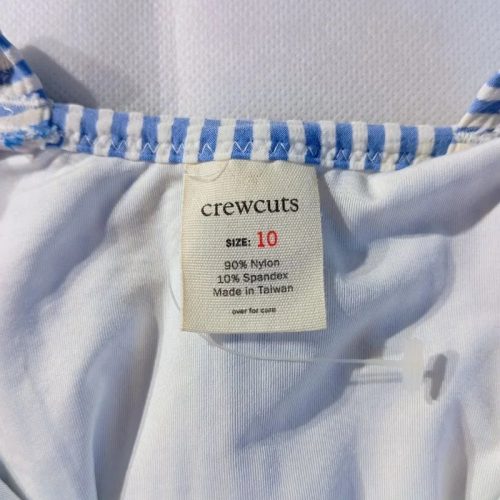 crewcuts
SIZE: 10
90% Nylon
10% Spandex
Made in Taiwan
over for care